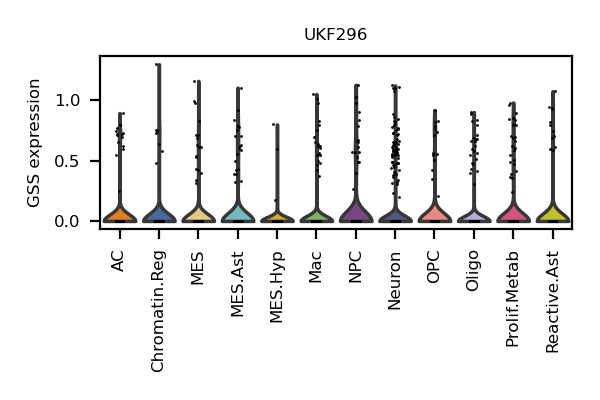 UKF296
GSS expression
1.0
0.5
0.0
AC
Chromatin.Reg
MES
MES.Ast
MES.Hyp
Mac
NPC
Neuron
OPC
Oligo
Prolif.Metab
Reactive.Ast